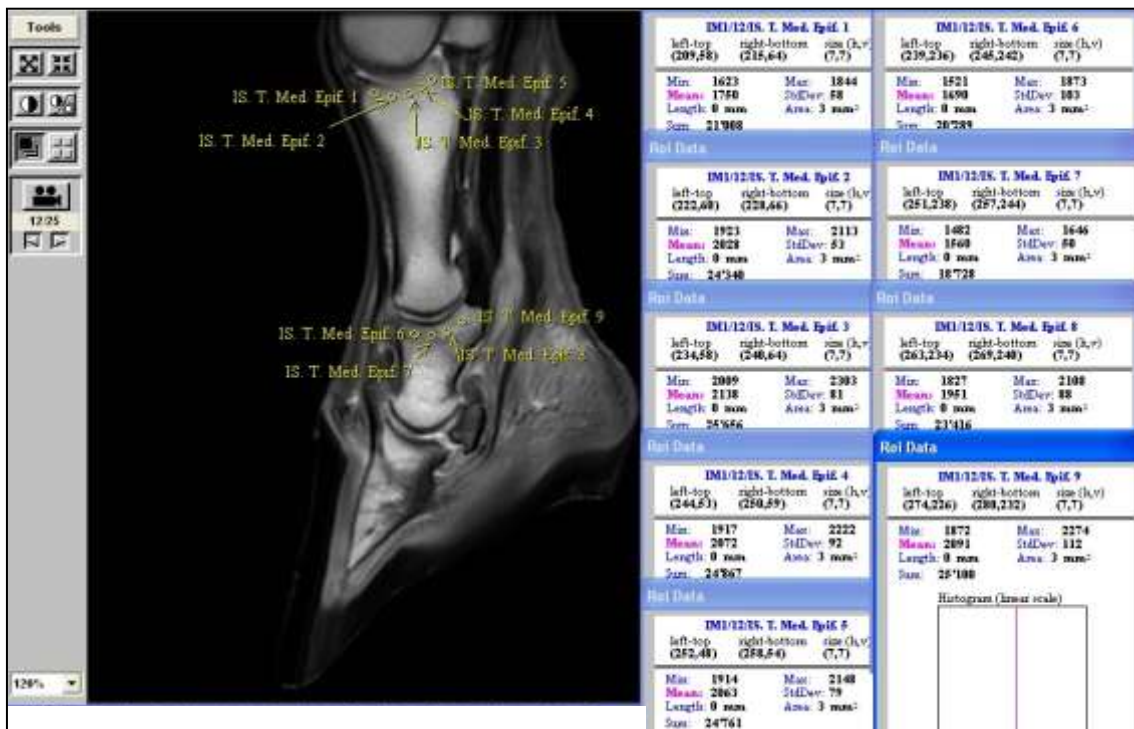 Tools
12/25
120%
IS. T. Med. Epif. 1
IS. T. Med. Epif. 5
IS. T. Med. Epif. 4
IS. T. Med. Epif. 2
IS. T. Med. Epif. 3
IS. T. Med. Epif. 9
IS. T. Med. Epif. 6
IS. T. Med. Epif. 8
IS. T. Med. Epif. 7
IM1/12/IS. T. Med. Epif. 1
left-top right-bottom size (h,v)
(209,58) (215,64) (7,7)
Min: 1623 Max: 1844
Mean: 1750 StdDev: 58
Length: 0 mm Area: 3 mm²
Sum: 21'008
Roi Data
IM1/12/IS. T. Med. Epif. 2
left-top right-bottom size (h,v)
(222,60) (228,66) (7,7)
Min: 1923 Max: 2113
Mean: 2028 StdDev: 53
Length: 0 mm Area: 3 mm²
Sum: 24'340
Roi Data
IM1/12/IS. T. Med. Epif. 3
left-top right-bottom size (h,v)
(234,58) (240,64) (7,7)
Min: 2009 Max: 2303
Mean: 2138 StdDev: 81
Length: 0 mm Area: 3 mm²
Sum: 25'656
Roi Data
IM1/12/IS. T. Med. Epif. 4
left-top right-bottom size (h,v)
(244,53) (250,59) (7,7)
Min: 1917 Max: 2222
Mean: 2072 StdDev: 92
Length: 0 mm Area: 3 mm²
Sum: 24'867
Roi Data
IM1/12/IS. T. Med. Epif. 5
left-top right-bottom size (h,v)
(252,48) (258,54) (7,7)
Min: 1914 Max: 2148
Mean: 2063 StdDev: 79
Length: 0 mm Area: 3 mm²
Sum: 24'761
IM1/12/IS. T. Med. Epif. 6
left-top right-bottom size (h,v)
(239,236) (245,242) (7,7)
Min: 1521 Max: 1873
Mean: 1690 StdDev: 103
Length: 0 mm Area: 3 mm²
Sum: 20'289
Roi Data
IM1/12/IS. T. Med. Epif. 7
left-top right-bottom size (h,v)
(251,238) (257,244) (7,7)
Min: 1482 Max: 1646
Mean: 1560 StdDev: 50
Length: 0 mm Area: 3 mm²
Sum: 18'728
Roi Data
IM1/12/IS. T. Med. Epif. 8
left-top right-bottom size (h,v)
(263,234) (269,240) (7,7)
Min: 1827 Max: 2108
Mean: 1951 StdDev: 88
Length: 0 mm Area: 3 mm²
Sum: 23'416
Roi Data
IM1/12/IS. T. Med. Epif. 9
left-top right-bottom size (h,v)
(274,226) (280,232) (7,7)
Min: 1872 Max: 2274
Mean: 2091 StdDev: 112
Length: 0 mm Area: 3 mm²
Sum: 25'100
Histogram (linear scale)